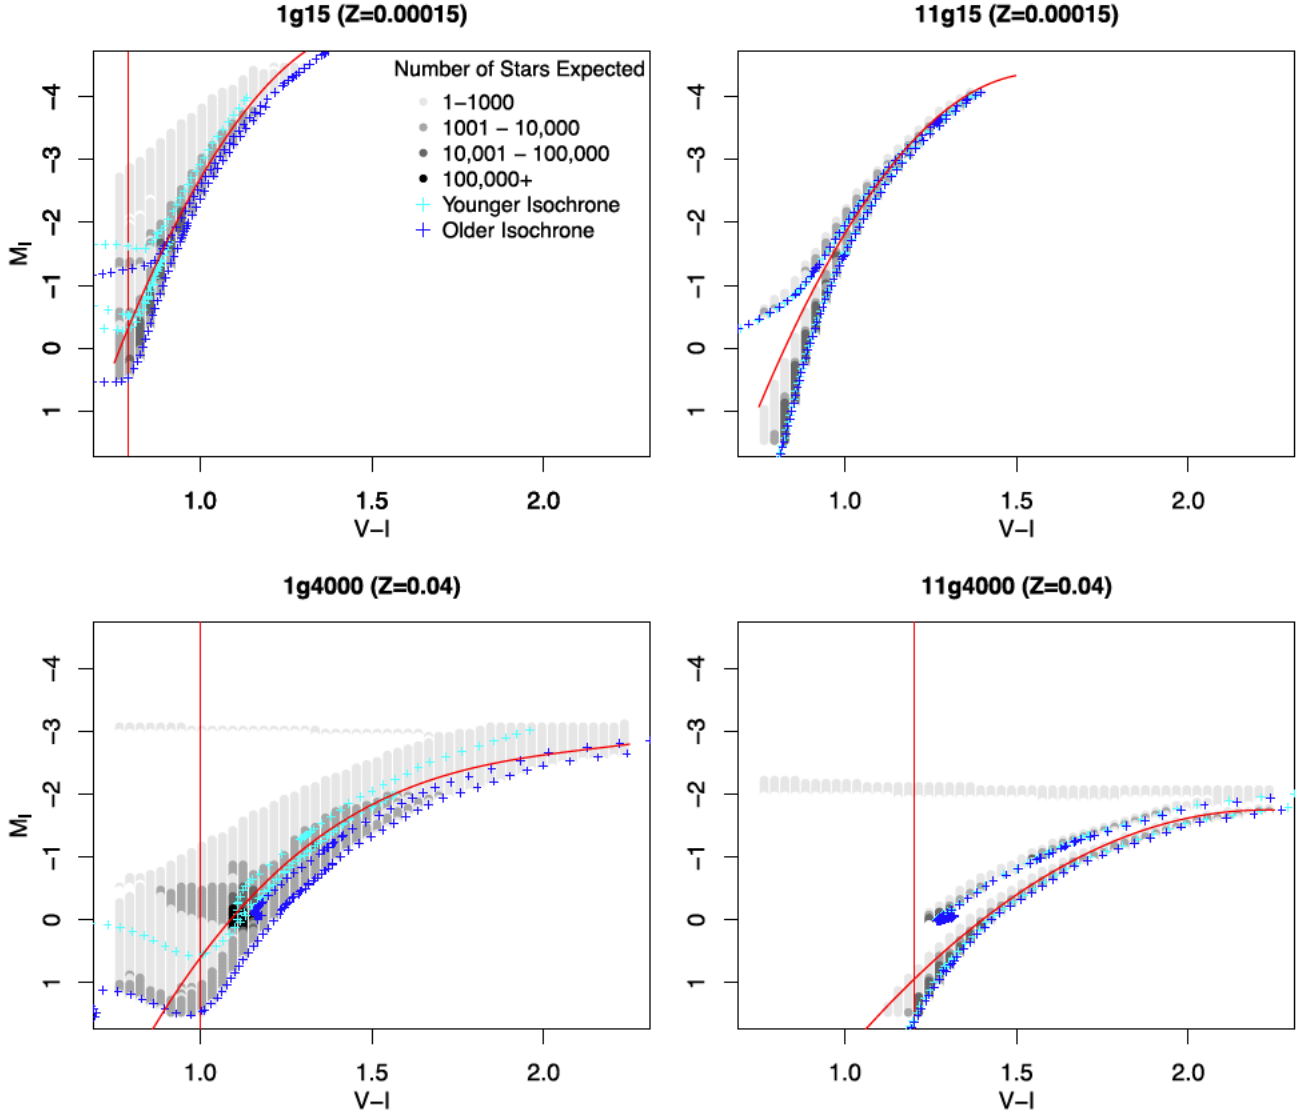 1g15 (Z=0.00015)
11g15 (Z=0.00015)
Number of Stars Expected
1−1000
1001 − 10,000
10,001 − 100,000
100,000+
Younger Isochrone
Older Isochrone
−4
−3
−2
−1
0
1
M_I
1.0
1.5
2.0
V−I
−4
−3
−2
−1
0
1
1.0
1.5
2.0
V−I
1g4000 (Z=0.04)
11g4000 (Z=0.04)
−4
−3
−2
−1
0
1
M_I
1.0
1.5
2.0
V−I
−4
−3
−2
−1
0
1
M_I
1.0
1.5
2.0
V−I